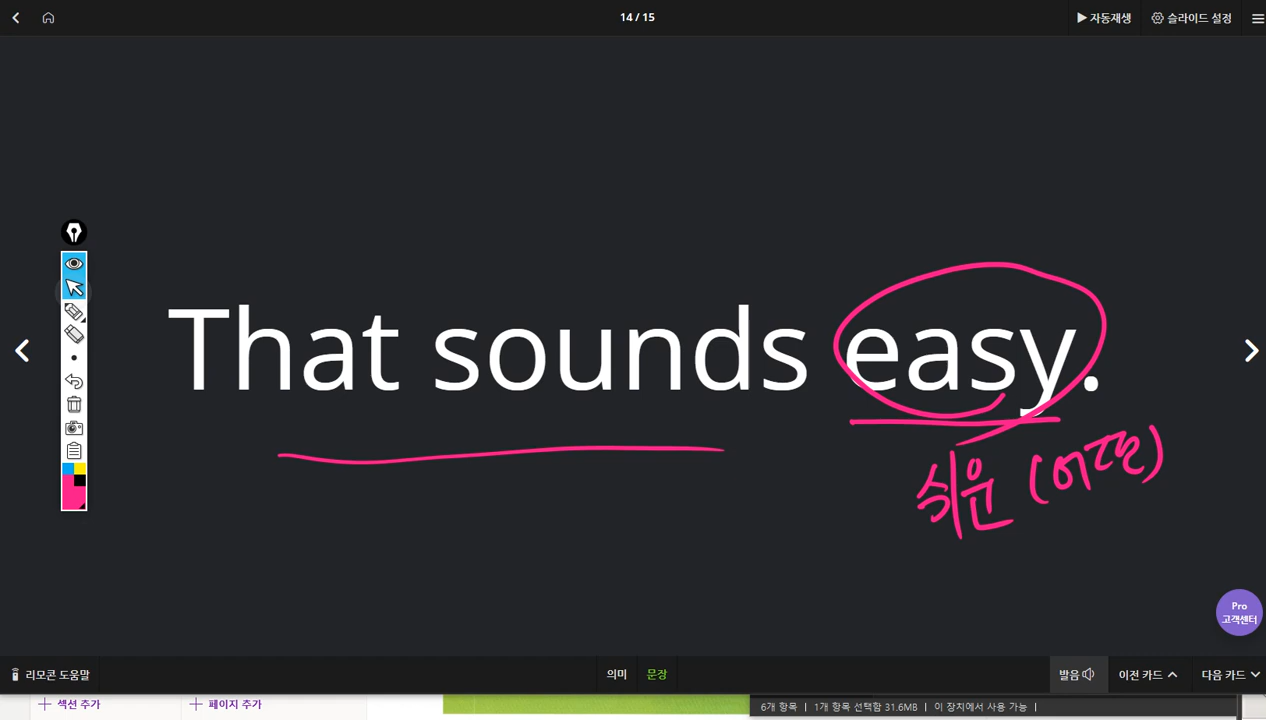 14 / 15
▶ 자동재생
슬라이드 설정
That sounds easy.
쉬운
Pro
고객센터
리모콘 도움말
의미
문장
발음
이전 카드
다음 카드
섹션 추가
페이지 추가
6개 항목 | 1개 항목 선택함 31.6MB | 이 장치에서 사용 가능 |